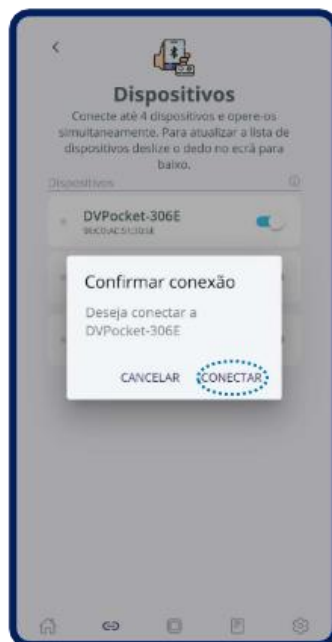 Dispositivos
Conecte até 4 dispositivos e opere-os
simultaneamente. Para atualizar a lista de
dispositivos deslize o dedo no ecrã para
baixo.
Dispositivos
DVPocket-306E
Confirmar conexão
Deseja conectar a
DVPocket-306E
CANCELAR CONECTAR